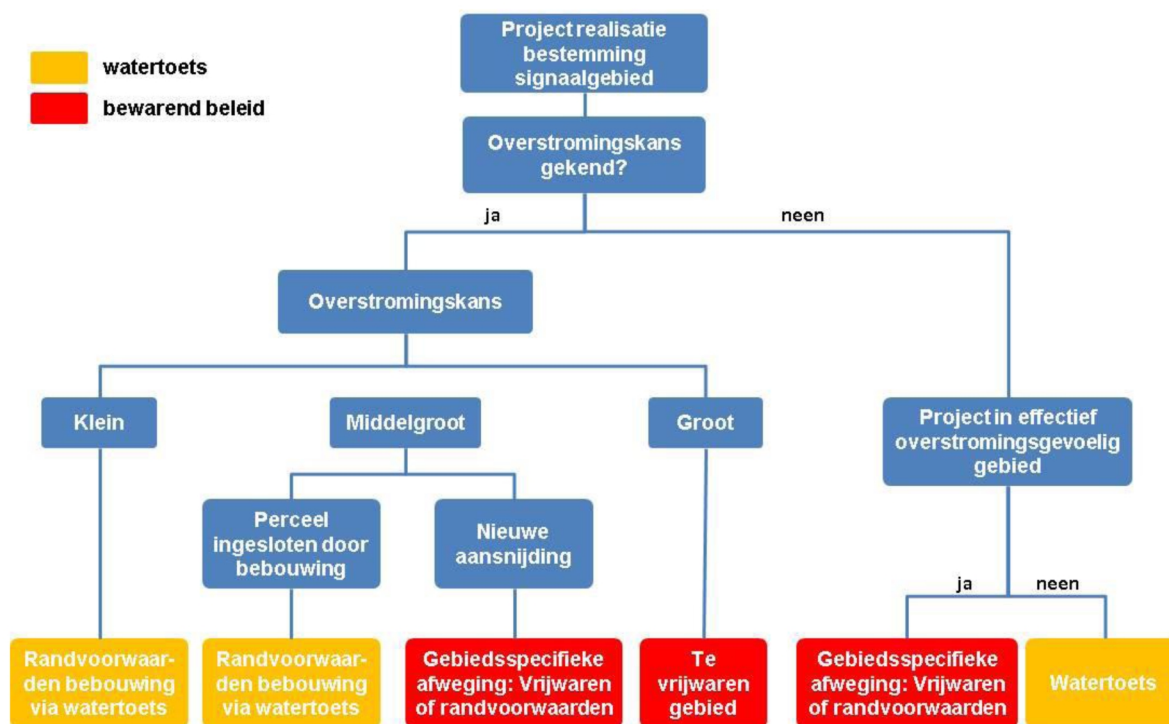 watertoets
bewarend beleid
Project realisatie
bestemming
signaalgebied
Overstromingskans
gekend?
ja
neen
Overstromingskans
Klein
Middelgroot
Groot
Project in effectief
overstromingsgevoelig
gebied
Perceel
ingesloten door
bebouwing
Nieuwe
aansnijding
ja
neen
Randvoorwaar-
den bebouwing
via watertoets
Randvoorwaar-
den bebouwing
via watertoets
Gebiedsspecifieke
afweging: Vrijwaren
of randvoorwaarden
Te
vrijwaren
gebied
Gebiedsspecifieke
afweging: Vrijwaren
of randvoorwaarden
Watertoets